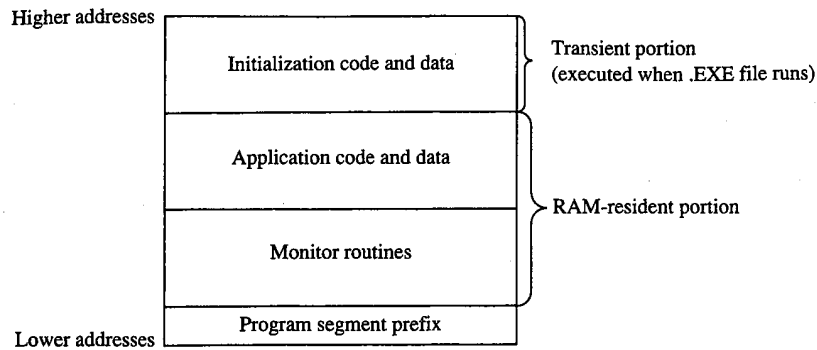 Higher addresses
Initialization code and data
Transient portion
(executed when .EXE file runs)
Application code and data
RAM-resident portion
Monitor routines
Program segment prefix
Lower addresses